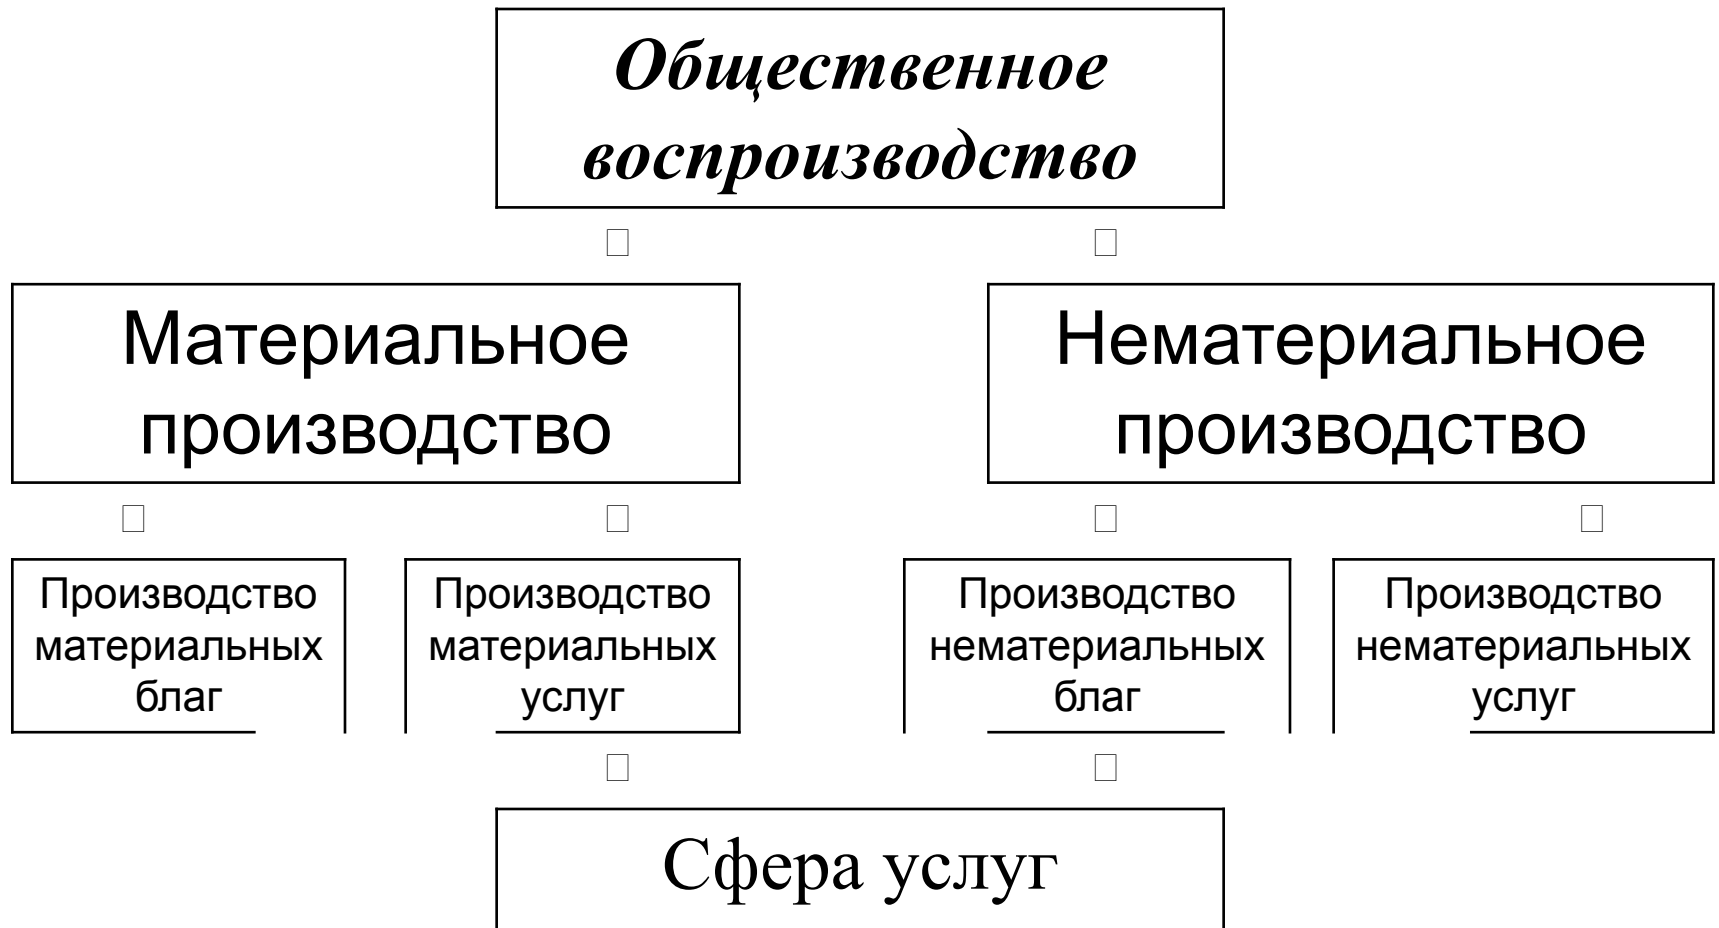 Общественное
воспроизводство
Материальное
производство
Нематериальное
производство
Производство
материальных
благ
Производство
материальных
услуг
Производство
нематериальных
благ
Производство
нематериальных
услуг
Сфера услуг